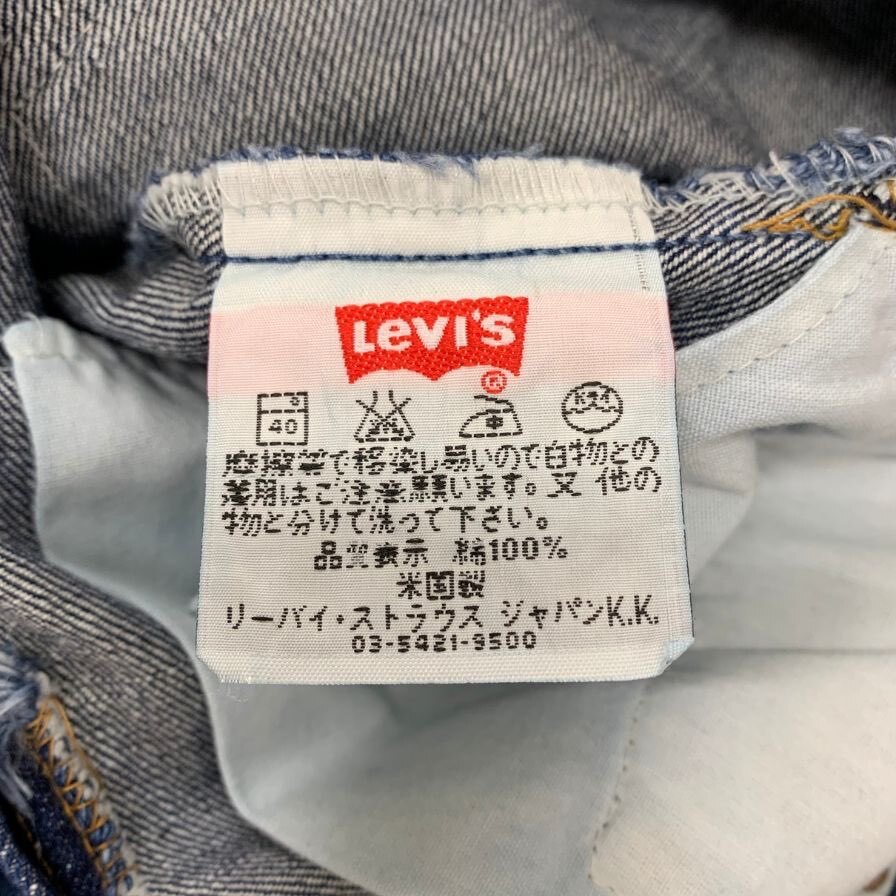 LEVI'S
®
40
摩擦等で移染し易いので白物との
着用はご注意願います。又 他の
物と分けて洗って下さい。
品質表示 綿100%
米国製
リーバイ・ストラウス ジャパンK.K.
03-5421-9500